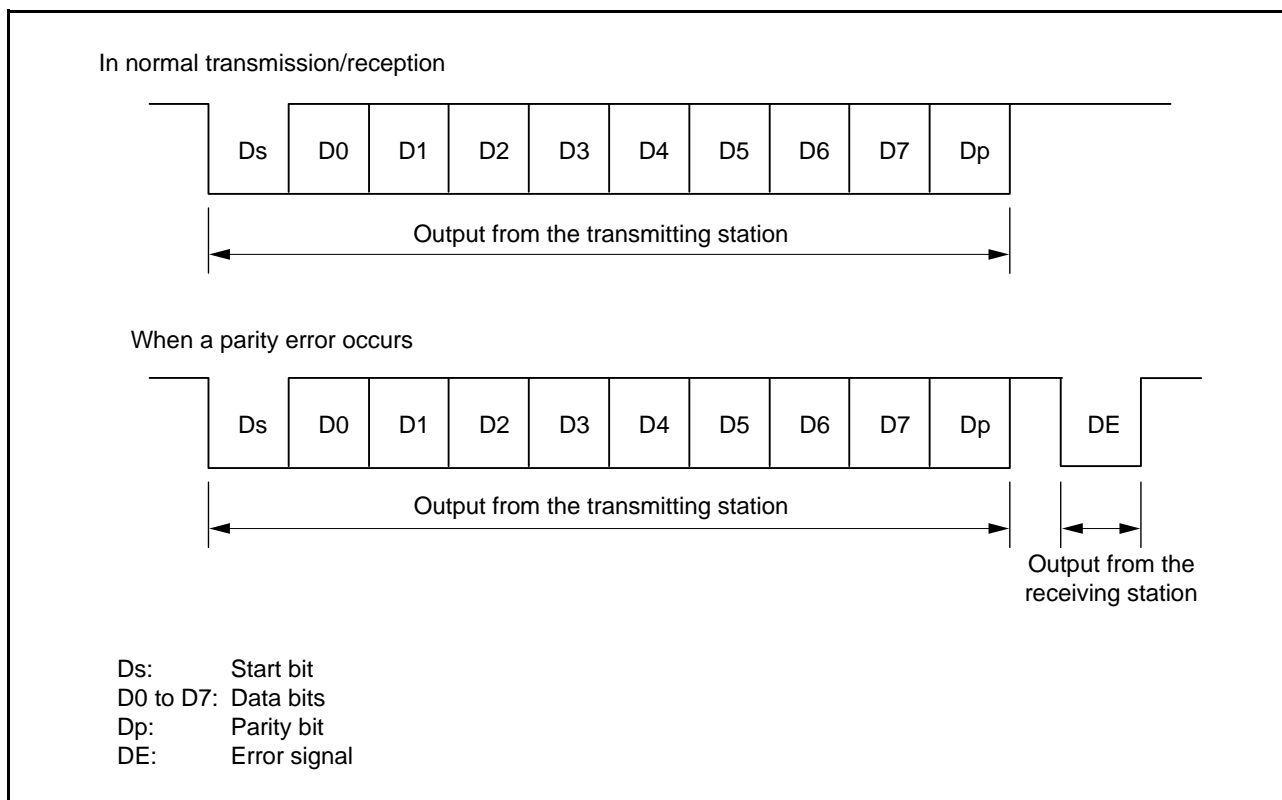 In normal transmission/reception
Ds D0 D1 D2 D3 D4 D5 D6 D7 Dp
Output from the transmitting station
When a parity error occurs
Ds D0 D1 D2 D3 D4 D5 D6 D7 Dp DE
Output from the transmitting station
Output from the
receiving station
Ds: Start bit
D0 to D7: Data bits
Dp: Parity bit
DE: Error signal